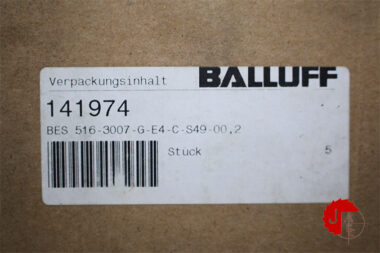 Verpackungsinhalt BALLUFF
141974
BES 516-3007-G-E4-C-S49-00,2
Stück 5